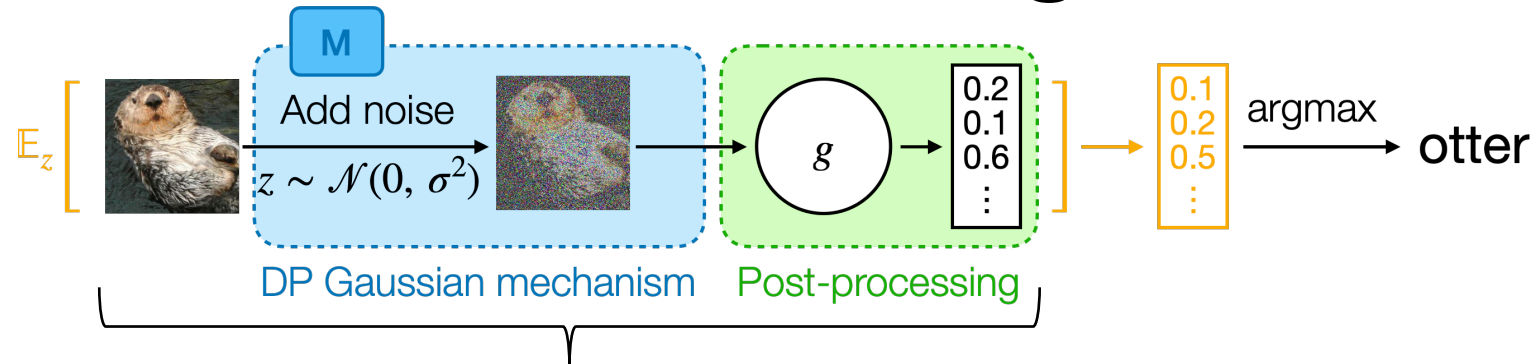 M
𝔼z
Add noise
z ~ 𝒩(0, σ²)
g
0.2
0.1
0.6
⋮
0.1
0.2
0.5
⋮
argmax
otter
DP Gaussian mechanism
Post-processing